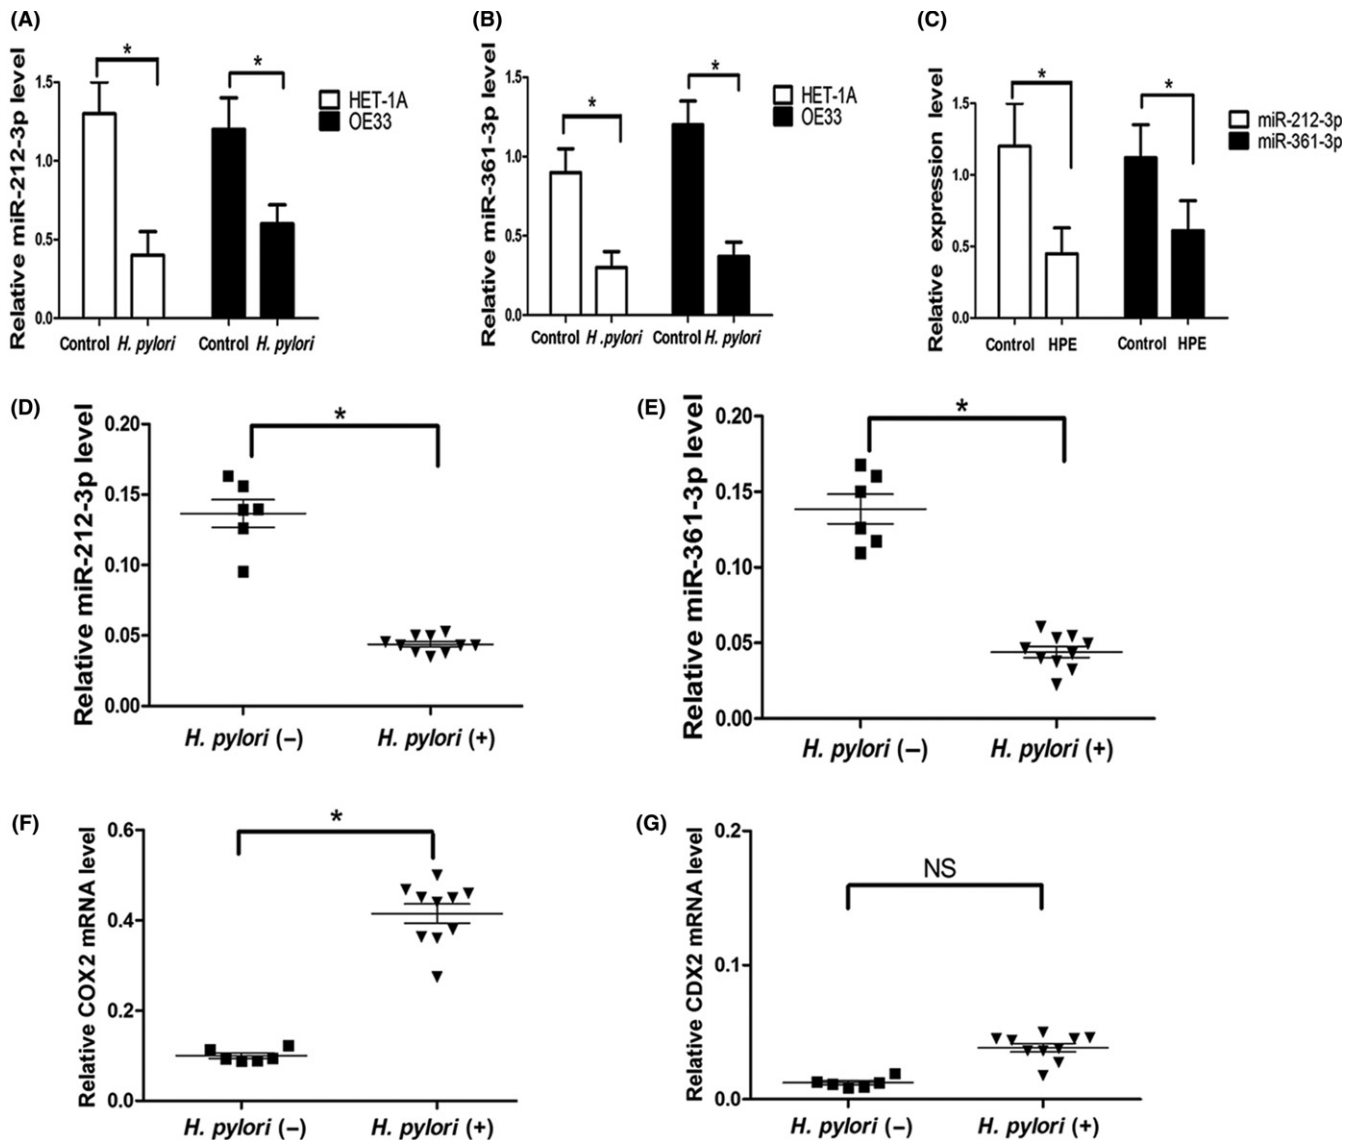 (A)
Relative miR-212-3p level
1.5
1.0
0.5
0.0
*
*
HET-1A
OE33
Control H. pylori Control H. pylori
(B)
Relative miR-361-3p level
1.5
1.0
0.5
0.0
*
*
HET-1A
OE33
Control H .pylori Control H. pylori
(C)
Relative expression level
1.5
1.0
0.5
0.0
*
*
miR-212-3p
miR-361-3p
Control HPE Control HPE
(D)
Relative miR-212-3p level
0.20
0.15
0.10
0.05
0.00
*
H. pylori (–) H. pylori (+)
(E)
Relative miR-361-3p level
0.20
0.15
0.10
0.05
0.00
*
H. pylori (–) H. pylori (+)
(F)
Relative COX2 mRNA level
0.6
0.4
0.2
0.0
*
H. pylori (–) H. pylori (+)
(G)
Relative CDX2 mRNA level
0.2
0.1
0.0
NS
H. pylori (–) H. pylori (+)